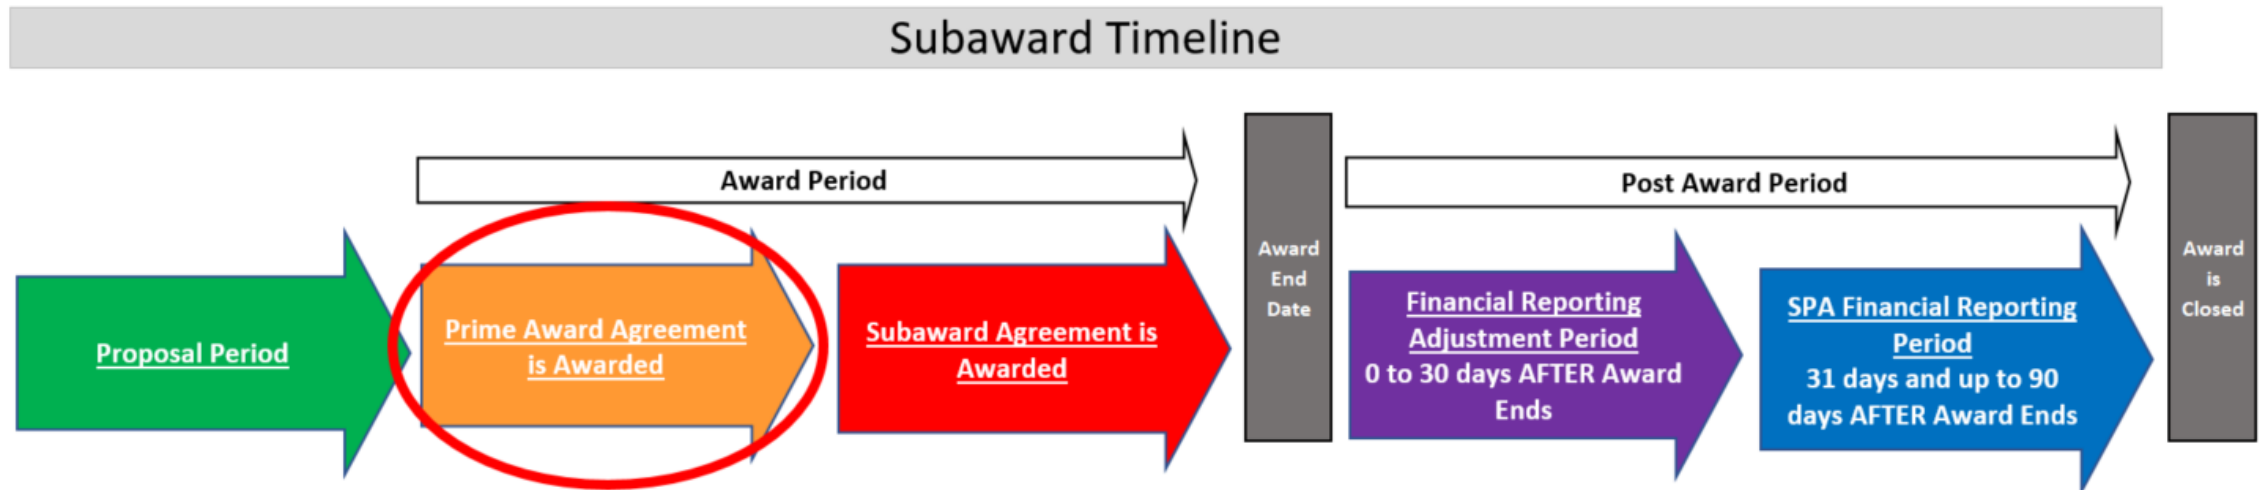 Subaward Timeline
Award Period
Post Award Period
Proposal Period
Prime Award Agreement
is Awarded
Subaward Agreement is
Awarded
Award
End
Date
Financial Reporting
Adjustment Period
0 to 30 days AFTER Award
Ends
SPA Financial Reporting
Period
31 days and up to 90
days AFTER Award Ends
Award
is
Closed